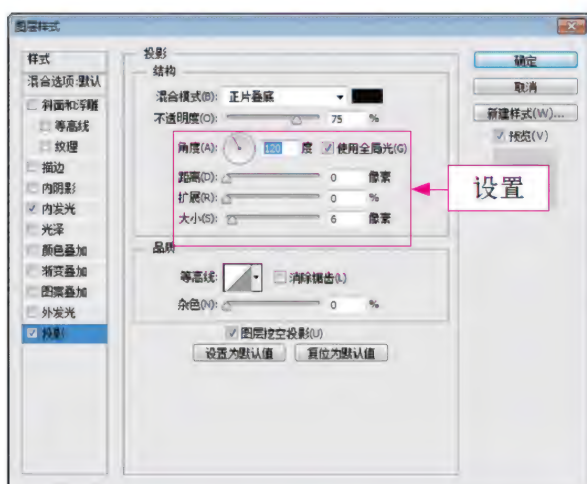 图层样式
样式
混合选项:默认
斜面和浮雕
等高线
纹理
描边
内阴影
内发光
光泽
颜色叠加
渐变叠加
图案叠加
外发光
投影
投影
结构
混合模式(B): 正片叠底
不透明度(O): 75 %
角度(A): 120 度 使用全局光(G)
距离(D): 0 像素
扩展(R): 0 %
大小(S): 6 像素
品质
等高线: 消除锯齿(L)
杂色(N): 0 %
图层挖空投影(U)
设置为默认值 复位为默认值
确定
取消
新建样式(W)...
预览(V)
设置